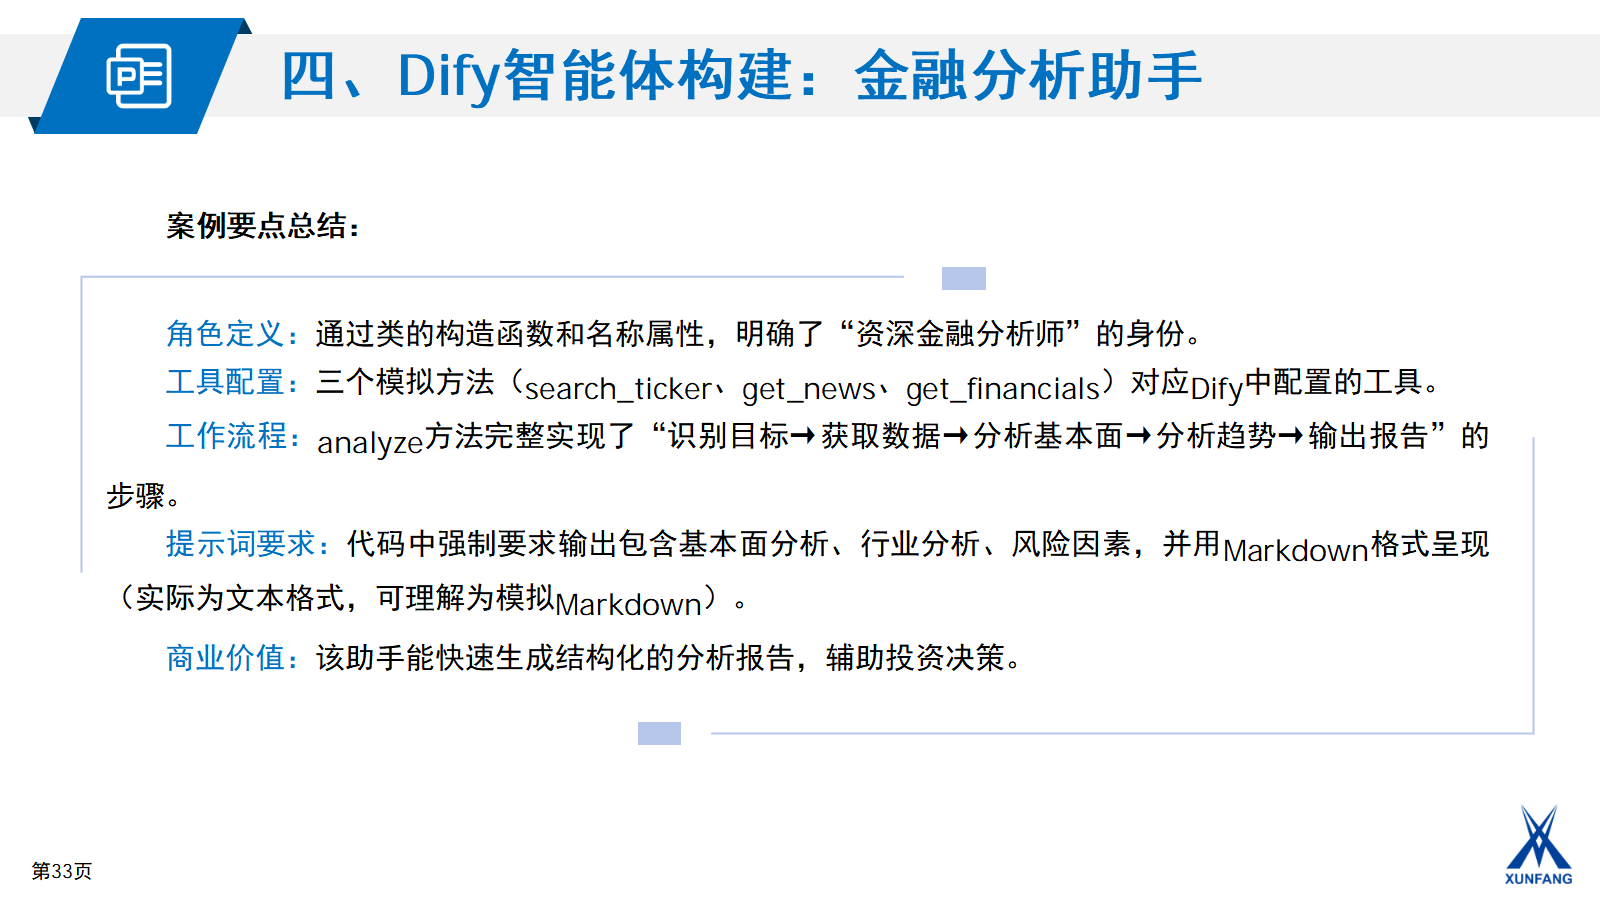 四、Dify智能体构建：金融分析助手
案例要点总结：
角色定义：通过类的构造函数和名称属性，明确了“资深金融分析师”的身份。
工具配置：三个模拟方法（search_ticker、get_news、get_financials）对应Dify中配置的工具。
工作流程：analyze方法完整实现了“识别目标→获取数据→分析基本面→分析趋势→输出报告”的
步骤。
提示词要求：代码中强制要求输出包含基本面分析、行业分析、风险因素，并用Markdown格式呈现
（实际为文本格式，可理解为模拟Markdown）。
商业价值：该助手能快速生成结构化的分析报告，辅助投资决策。
第33页
XUNFANG